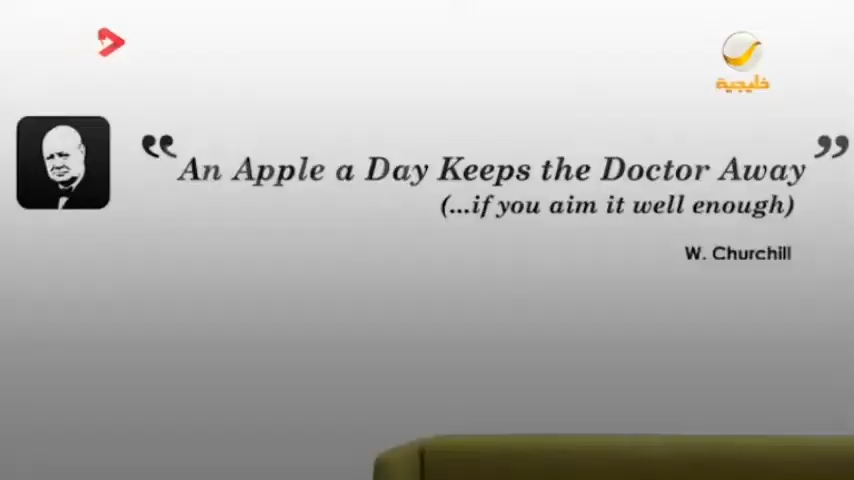 خليجية
“ An Apple a Day Keeps the Doctor Away ”
(...if you aim it well enough)
W. Churchill